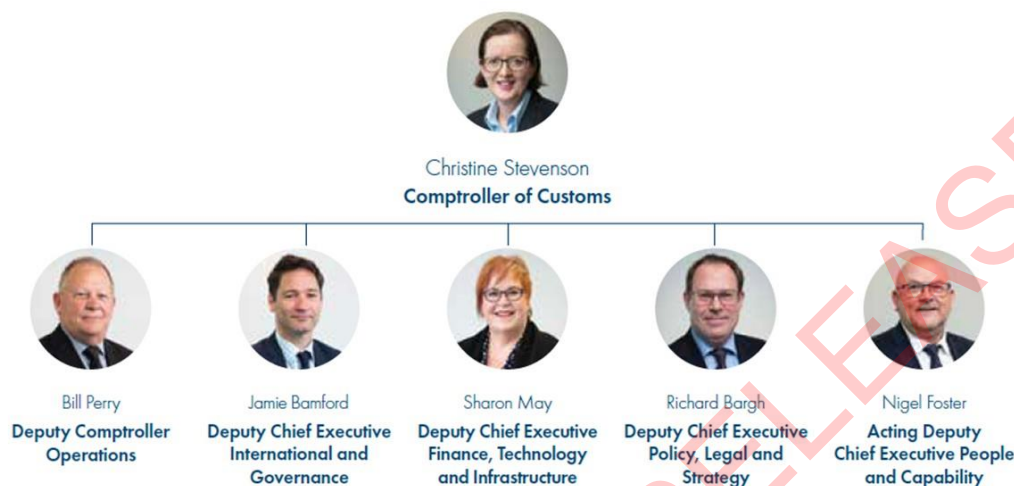 Christine Stevenson
Comptroller of Customs
Bill Perry
Deputy Comptroller
Operations
Jamie Bamford
Deputy Chief Executive
International and
Governance
Sharon May
Deputy Chief Executive
Finance, Technology
and Infrastructure
Richard Bargh
Deputy Chief Executive
Policy, Legal and
Strategy
Nigel Foster
Acting Deputy
Chief Executive People
and Capability